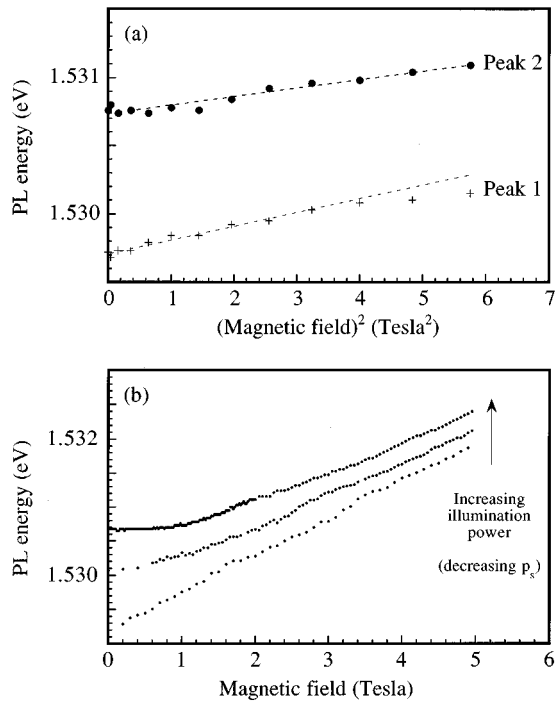 (a)
1.531
Peak 2
PL energy (eV)
1.530
Peak 1
0 1 2 3 4 5 6 7
(Magnetic field)² (Tesla²)
(b)
1.532
PL energy (eV)
Increasing
illumination
power
(decreasing pₛ)
1.530
0 1 2 3 4 5 6
Magnetic field (Tesla)